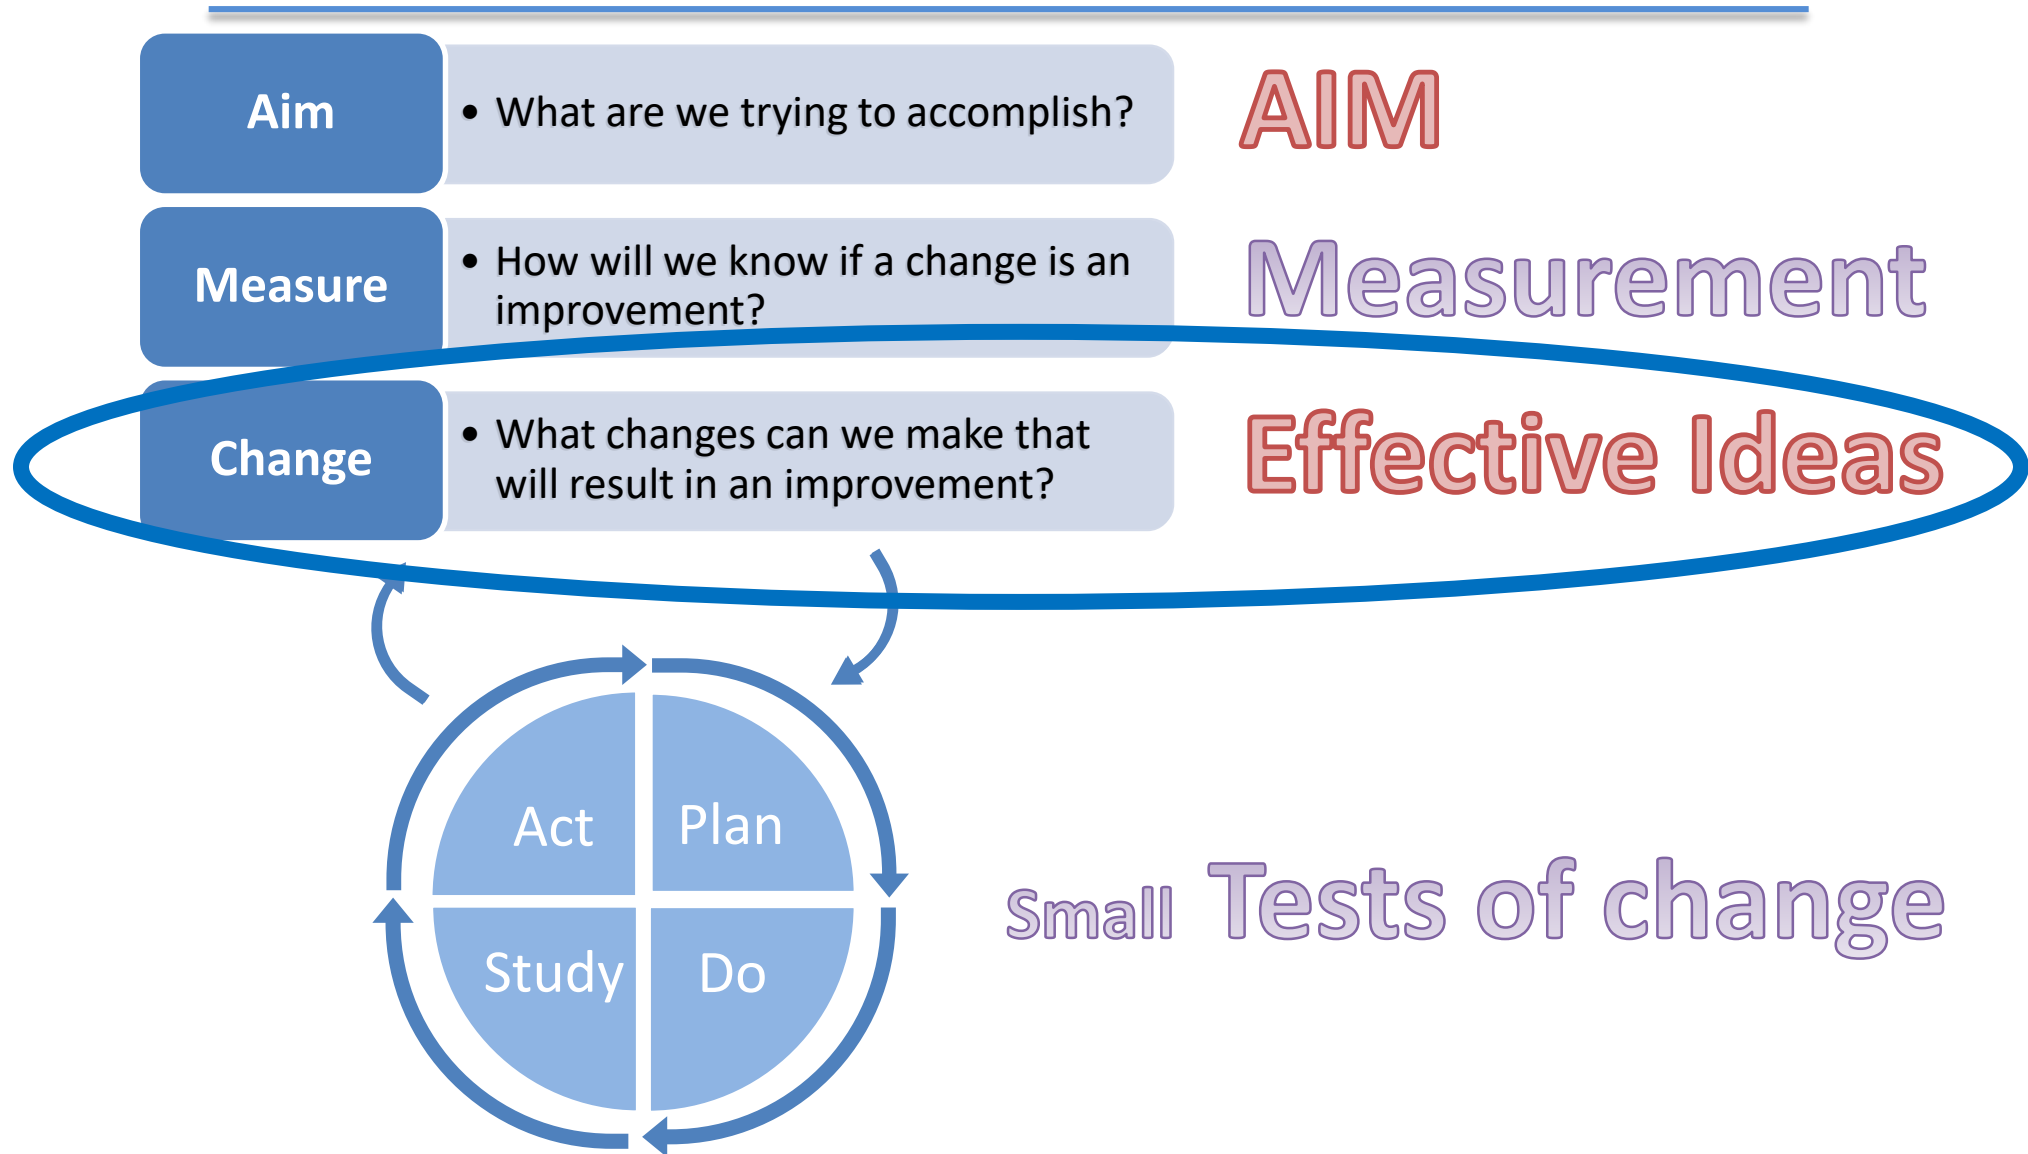 Aim
• What are we trying to accomplish?
AIM
Measure
• How will we know if a change is an
improvement?
Measurement
Change
• What changes can we make that
will result in an improvement?
Effective Ideas
Act
Plan
Study
Do
Small Tests of change